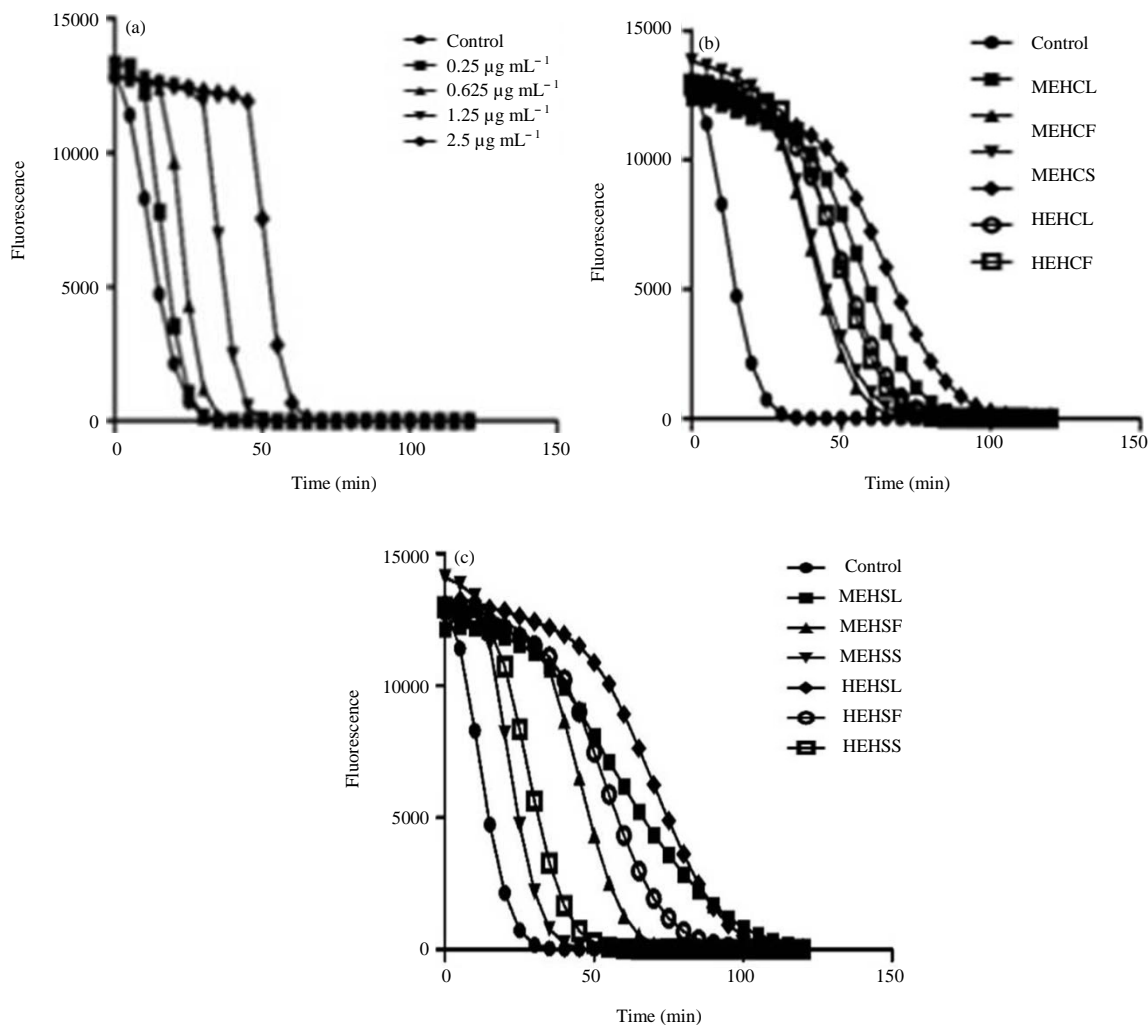 (a)
15000
10000
5000
0
Fluorescence
0 50 100 150
Time (min)
Control
0.25 µg mL⁻¹
0.625 µg mL⁻¹
1.25 µg mL⁻¹
2.5 µg mL⁻¹
(b)
15000
10000
5000
0
Fluorescence
0 50 100 150
Time (min)
Control
MEHCL
MEHCF
MEHCS
HEHCL
HEHCF
(c)
15000
10000
5000
0
Fluorescence
0 50 100 150
Time (min)
Control
MEHSL
MEHSF
MEHSS
HEHSL
HEHSF
HEHSS